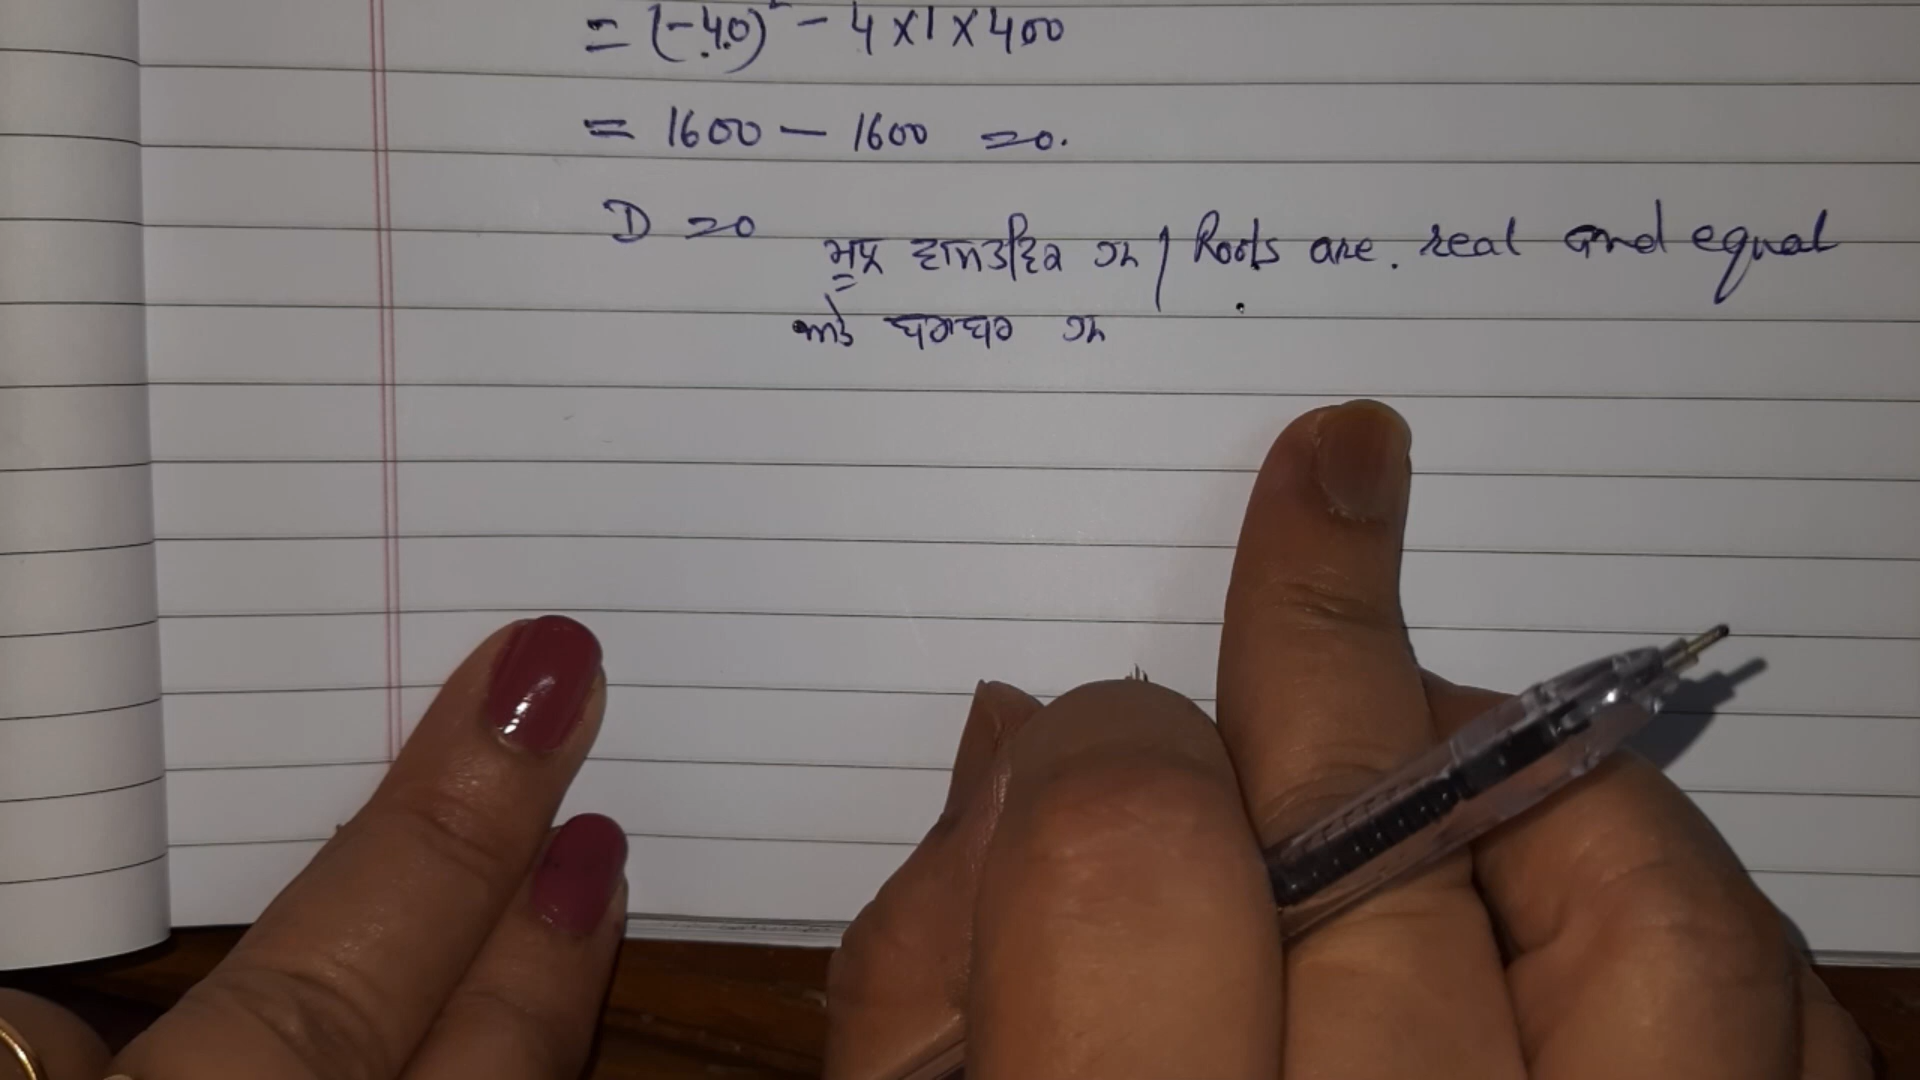 = (-40)² - 4×1×400
= 1600 - 1600 =0.
D =0 ਮੂਲ ਵਾਸਤਵਿਕ ਹਨ / Roots are. real and equal
ਅਤੇ ਬਰਾਬਰ ਹਨ